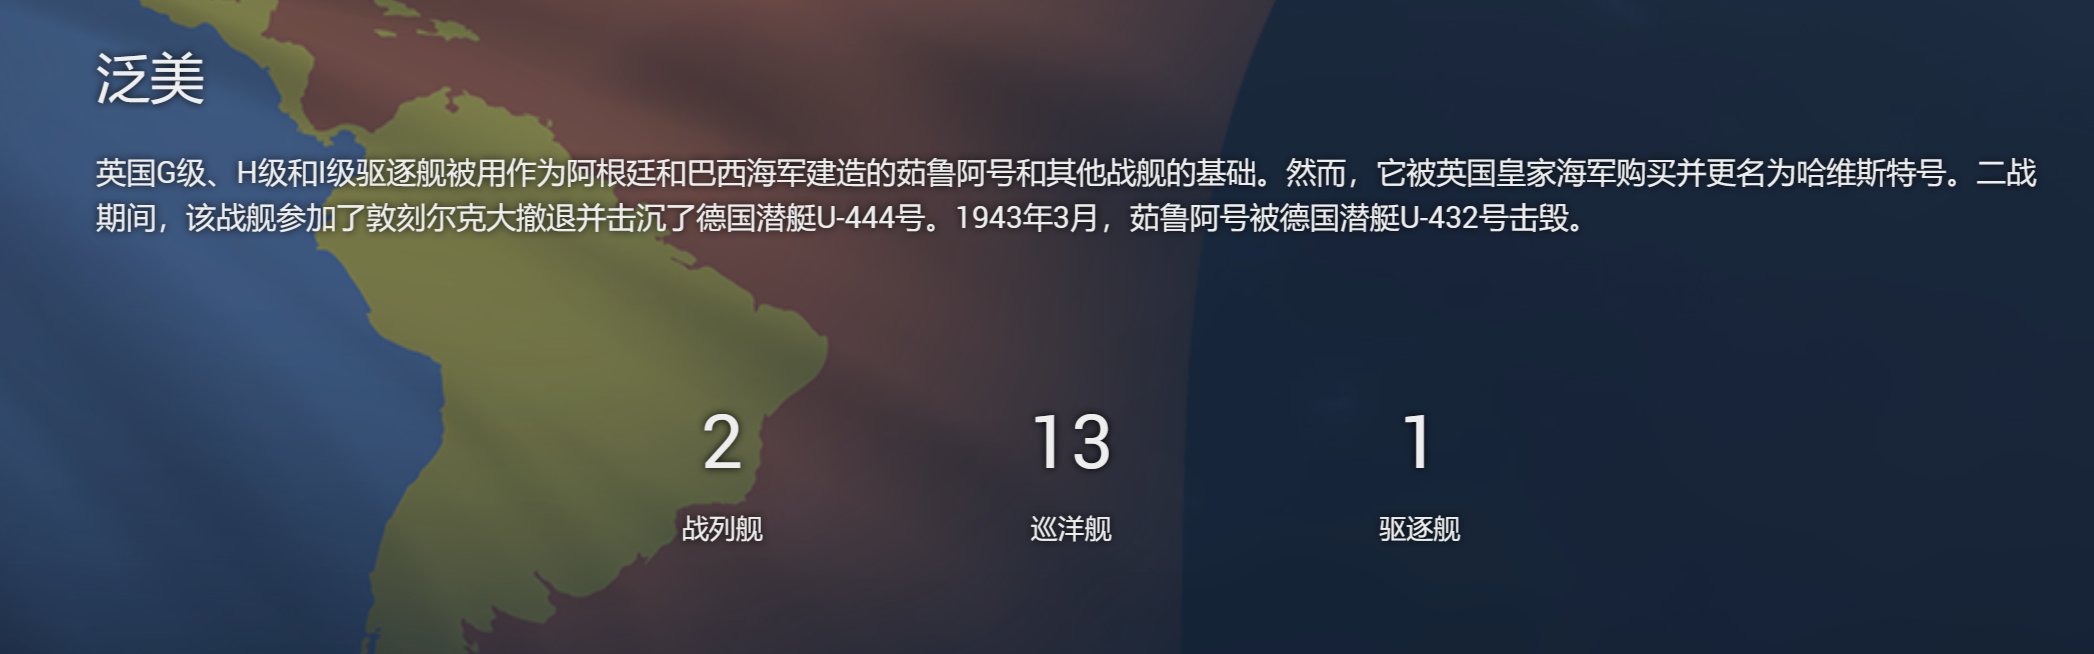 泛美
英国G级、H级和I级驱逐舰被用作为阿根廷和巴西海军建造的茹鲁阿号和其他战舰的基础。然而，它被英国皇家海军购买并更名为哈维斯特号。二战
期间，该战舰参加了敦刻尔克大撤退并击沉了德国潜艇U-444号。1943年3月，茹鲁阿号被德国潜艇U-432号击毁。
2 13 1
战列舰 巡洋舰 驱逐舰